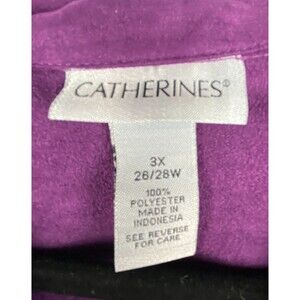 CATHERINES®
3X
26/28W
100%
POLYESTER
MADE IN
INDONESIA
SEE REVERSE
FOR CARE